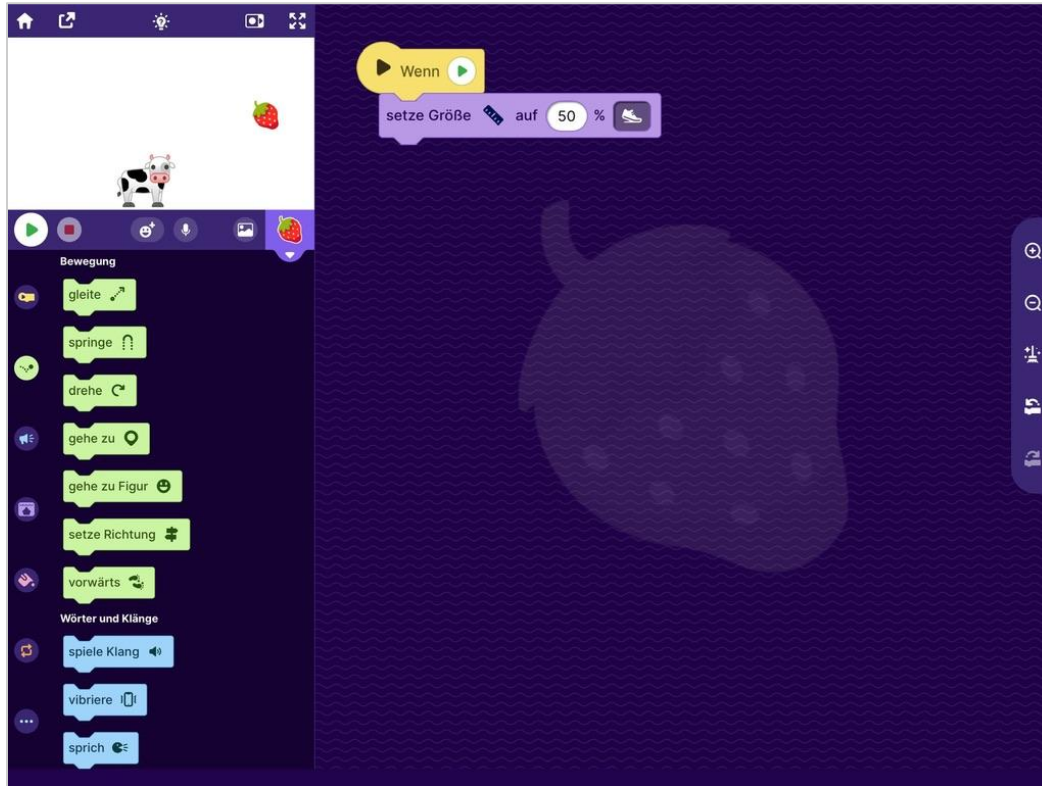 Wenn
setze Größe auf 50 %
Bewegung
gleite
springe
drehe
gehe zu
gehe zu Figur
setze Richtung
vorwärts
Wörter und Klänge
spiele Klang
vibriere
sprich